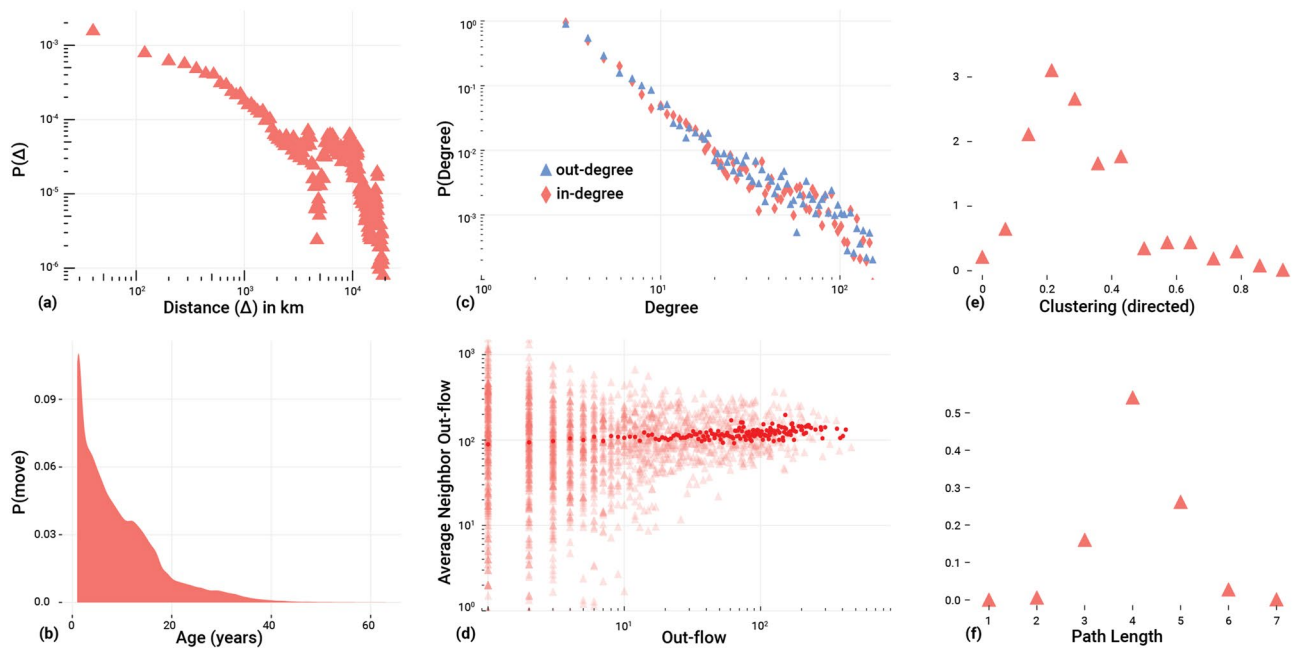 10⁻³
10⁻⁴
10⁻⁵
10⁻⁶
P(Δ)
10²
10³
10⁴
(a)
Distance (Δ) in km
10⁰
10⁻¹
10⁻²
10⁻³
P(Degree)
out-degree
in-degree
10⁰
10¹
10²
(c)
Degree
3
2
1
0
0
0.2
0.4
0.6
0.8
(e)
Clustering (directed)
0.09
0.06
0.03
0.0
P(move)
0
20
40
60
(b)
Age (years)
10³
10²
10¹
10⁰
Average Neighbor Out-flow
10¹
10²
(d)
Out-flow
0.5
0.4
0.3
0.2
0.1
0.0
1
2
3
4
5
6
7
(f)
Path Length